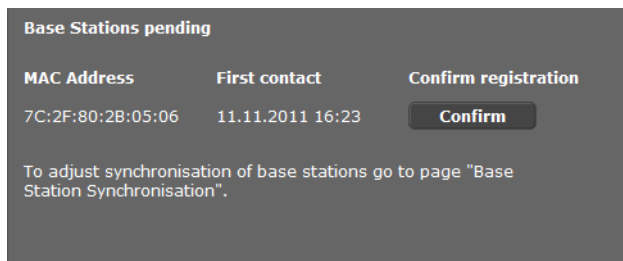 Base Stations pending
MAC Address First contact Confirm registration
7C:2F:80:2B:05:06 11.11.2011 16:23 Confirm
To adjust synchronisation of base stations go to page "Base
Station Synchronisation".